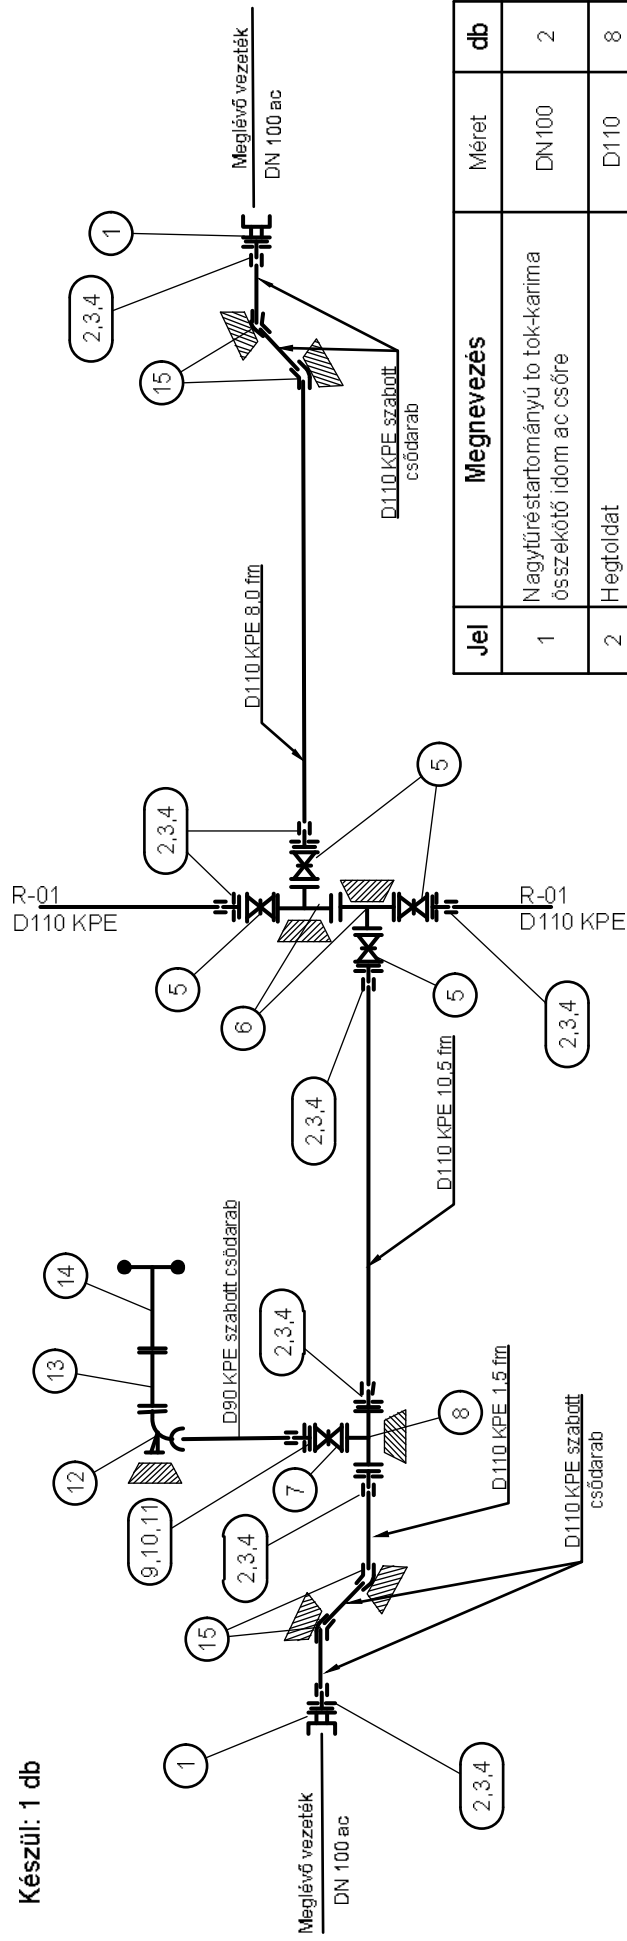 Készül: 1 db
Meglévő vezeték
DN 100 ac
1
2,3,4
15
D110 KPE szabott
csődarab
D110 KPE 1,5 fm
2,3,4
9,10,11
7
8
12
13
14
D90 KPE szabott csődarab
2,3,4
D110 KPE 10,5 fm
2,3,4
5
6
5
R-01
D110 KPE
2,3,4
R-01
D110 KPE
2,3,4
5
D110 KPE 8,0 fm
15
D110 KPE szabott
csődarab
2,3,4
1
Meglévő vezeték
DN 100 ac
Jel Megnevezés Méret db
1 Nagytűréstartományú to tok-karima DN100 2
összekötő idom ac csőre
2 Hegtoldat D110 8